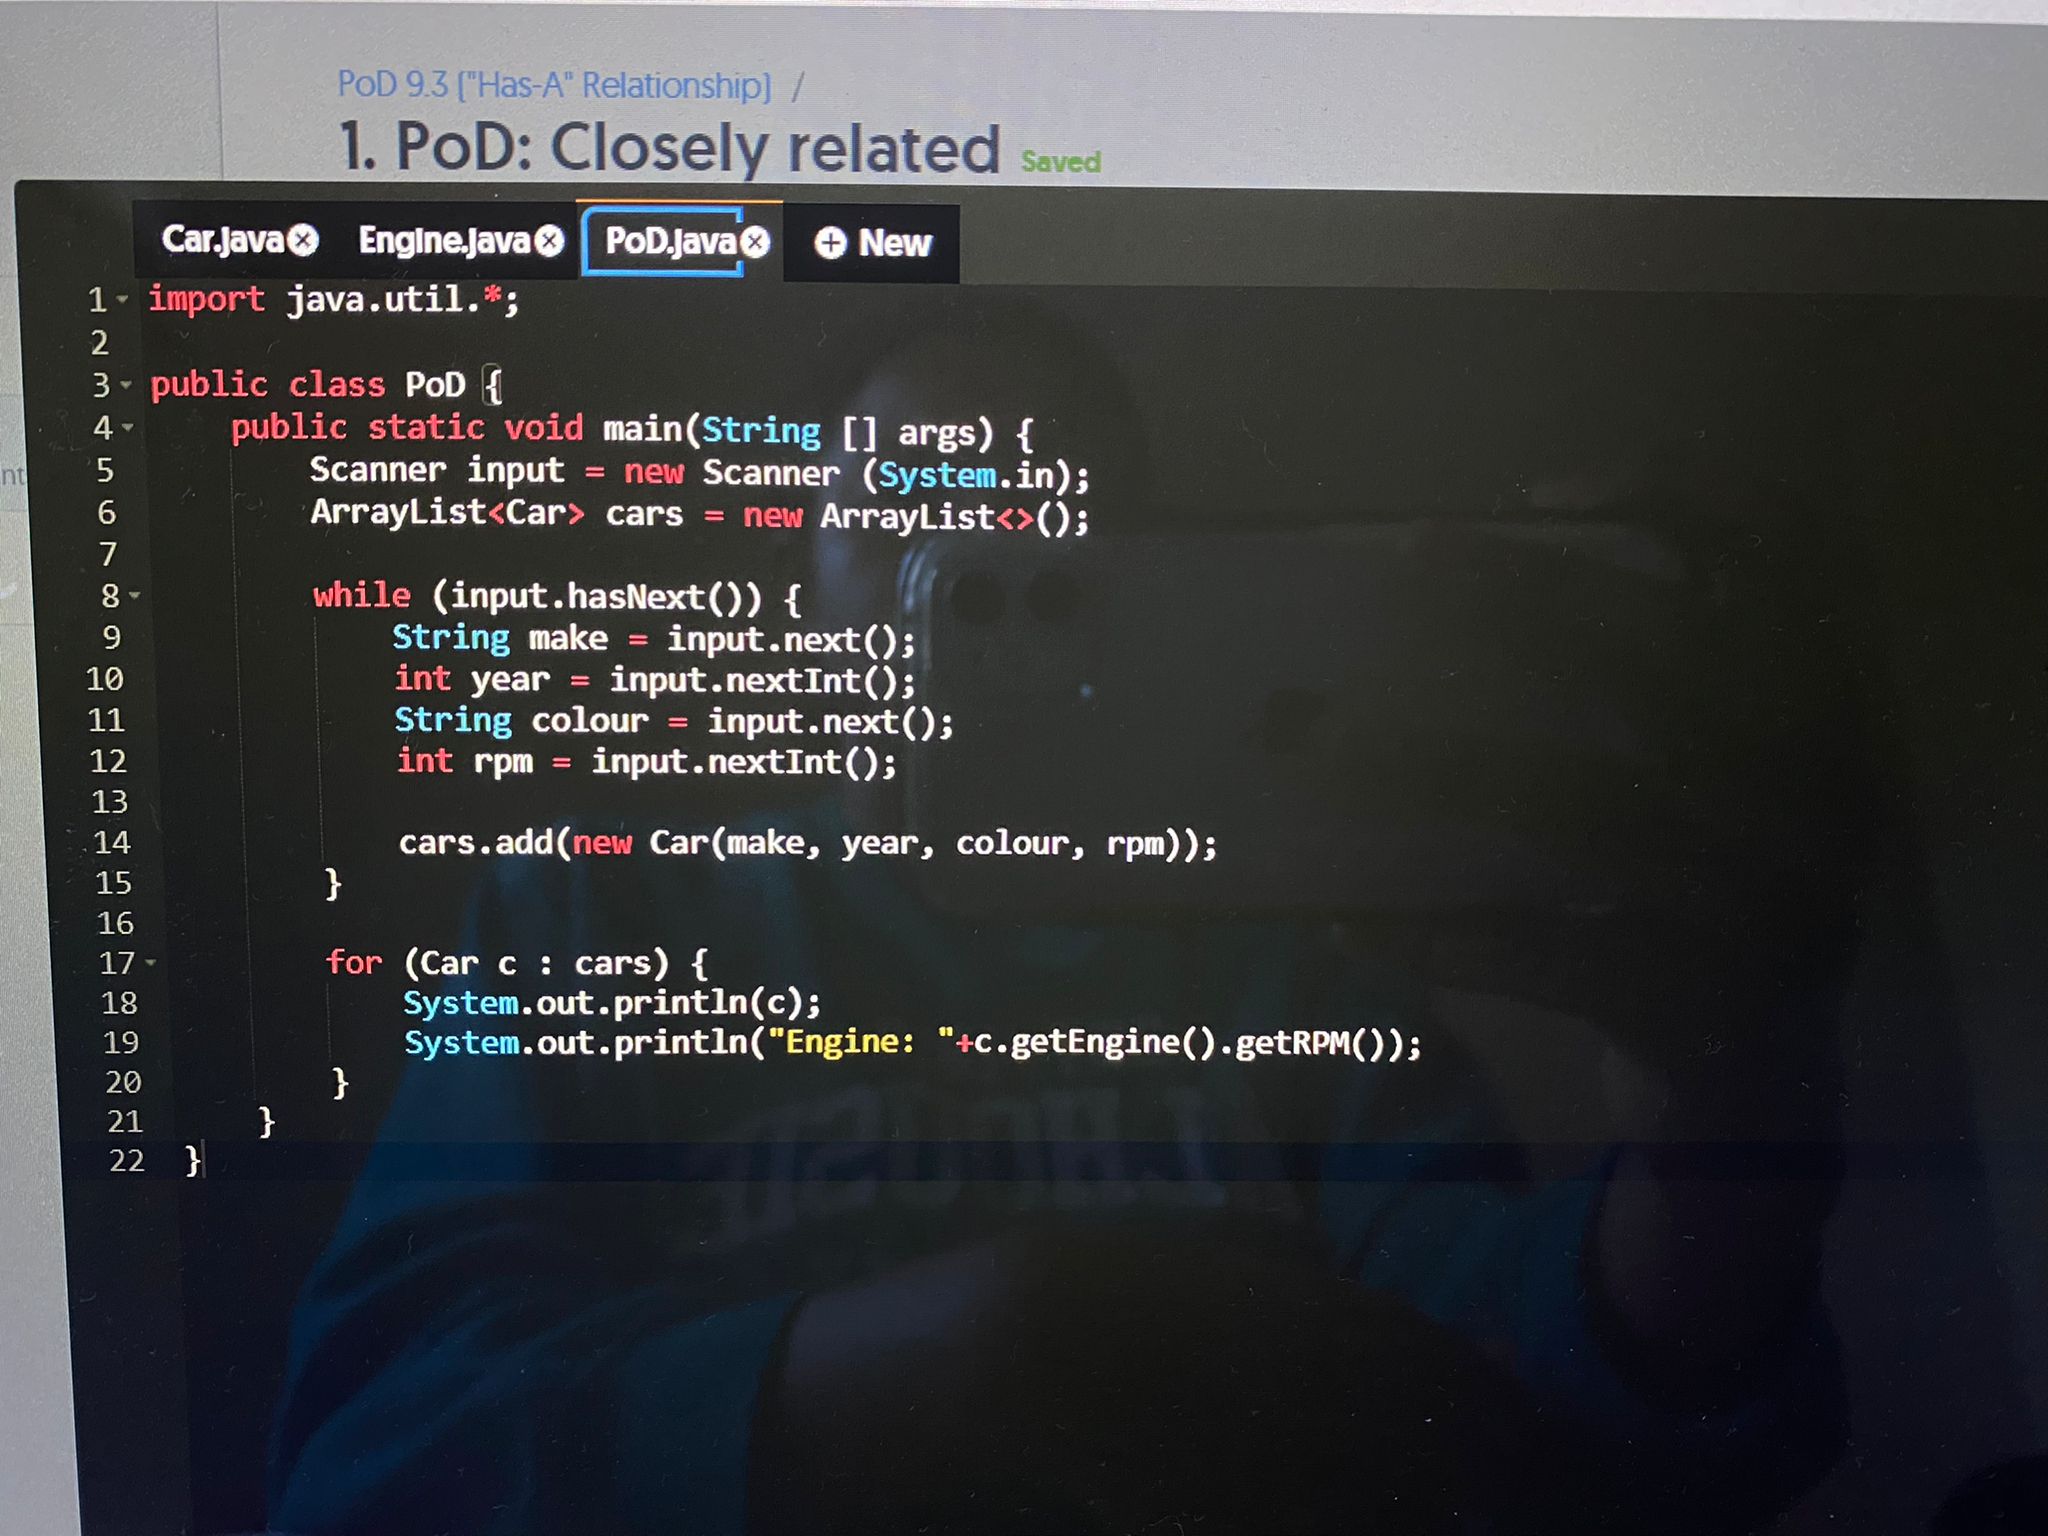 PoD 9.3 ("Has-A" Relationship) /
1. PoD: Closely related Saved
Car.java Engine.java PoD.java New
1 import java.util.*;
2
3 public class PoD {
4 public static void main(String [] args) {
5 Scanner input = new Scanner (System.in);
6 ArrayList<Car> cars = new ArrayList<>();
7
8 while (input.hasNext()) {
9 String make = input.next();
10 int year = input.nextInt();
11 String colour = input.next();
12 int rpm = input.nextInt();
13
14 cars.add(new Car(make, year, colour, rpm));
15 }
16
17 for (Car c : cars) {
18 System.out.println(c);
19 System.out.println("Engine: "+c.getEngine().getRPM());
20 }
21 }
22 }